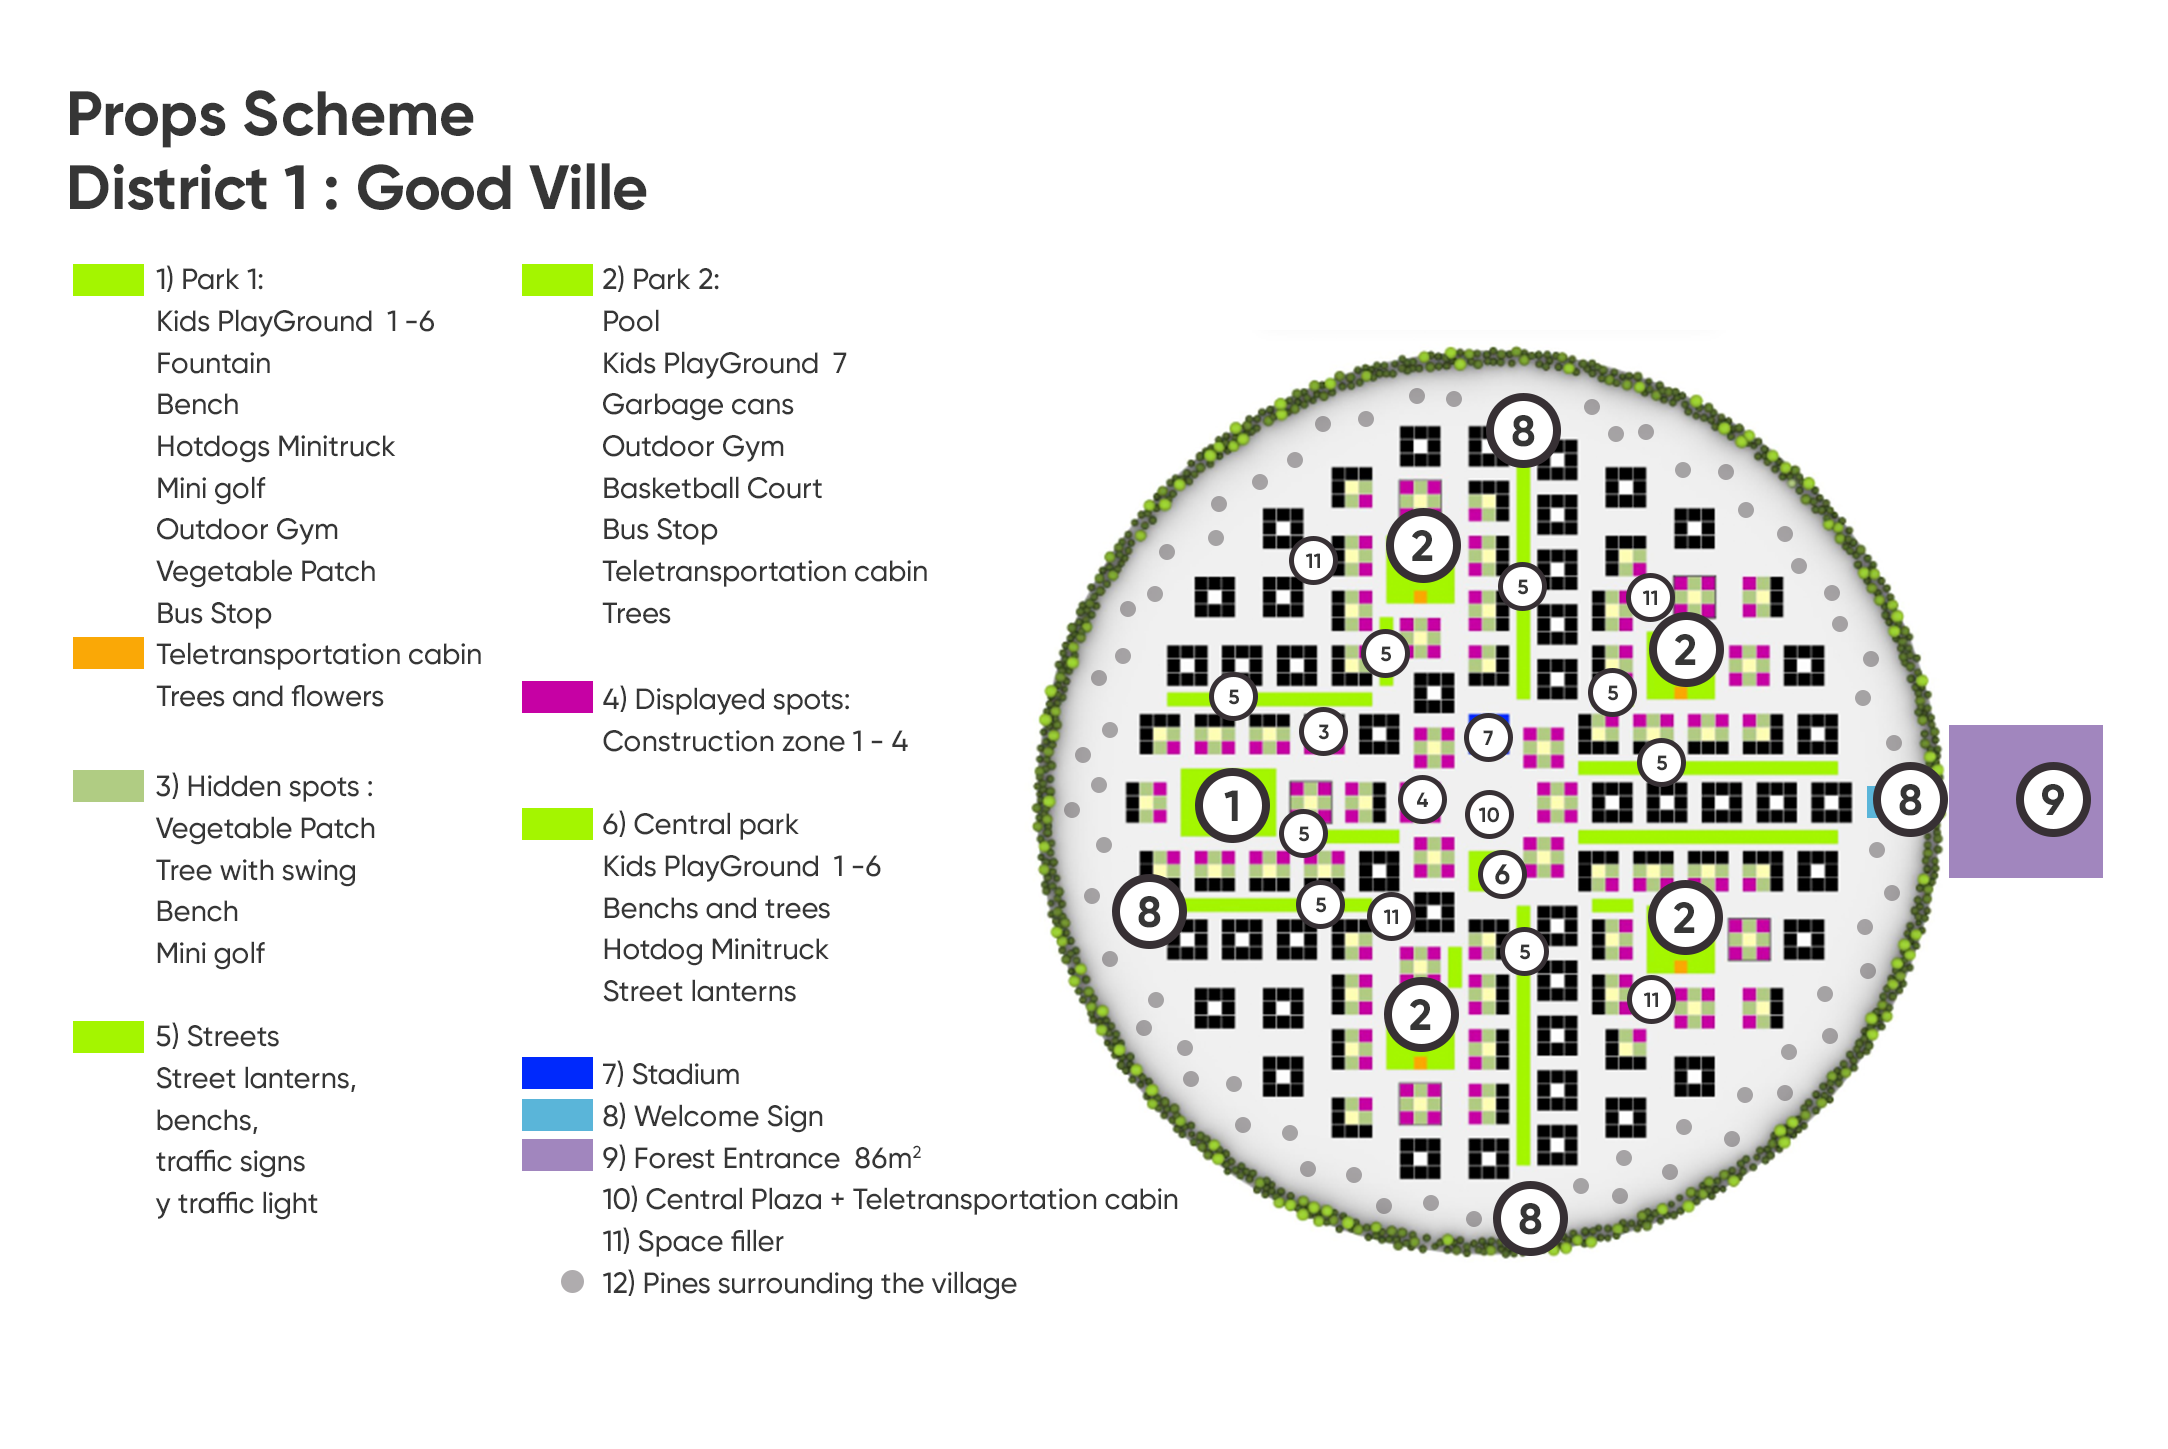 Props Scheme
District 1 : Good Ville
1) Park 1:
Kids PlayGround 1 -6
Fountain
Bench
Hotdogs Minitruck
Mini golf
Outdoor Gym
Vegetable Patch
Bus Stop
Teletransportation cabin
Trees and flowers
3) Hidden spots :
Vegetable Patch
Tree with swing
Bench
Mini golf
5) Streets
Street lanterns,
benchs,
traffic signs
y traffic light
2) Park 2:
Pool
Kids PlayGround 7
Garbage cans
Outdoor Gym
Basketball Court
Bus Stop
Teletransportation cabin
Trees
4) Displayed spots:
Construction zone 1 - 4
6) Central park
Kids PlayGround 1 -6
Benchs and trees
Hotdog Minitruck
Street lanterns
7) Stadium
8) Welcome Sign
9) Forest Entrance 86m²
10) Central Plaza + Teletransportation cabin
11) Space filler
12) Pines surrounding the village
8
2
11
5
11
2
5
5
5
3
7
5
1
4
10
8
9
5
6
8
5
11
2
5
11
2
8